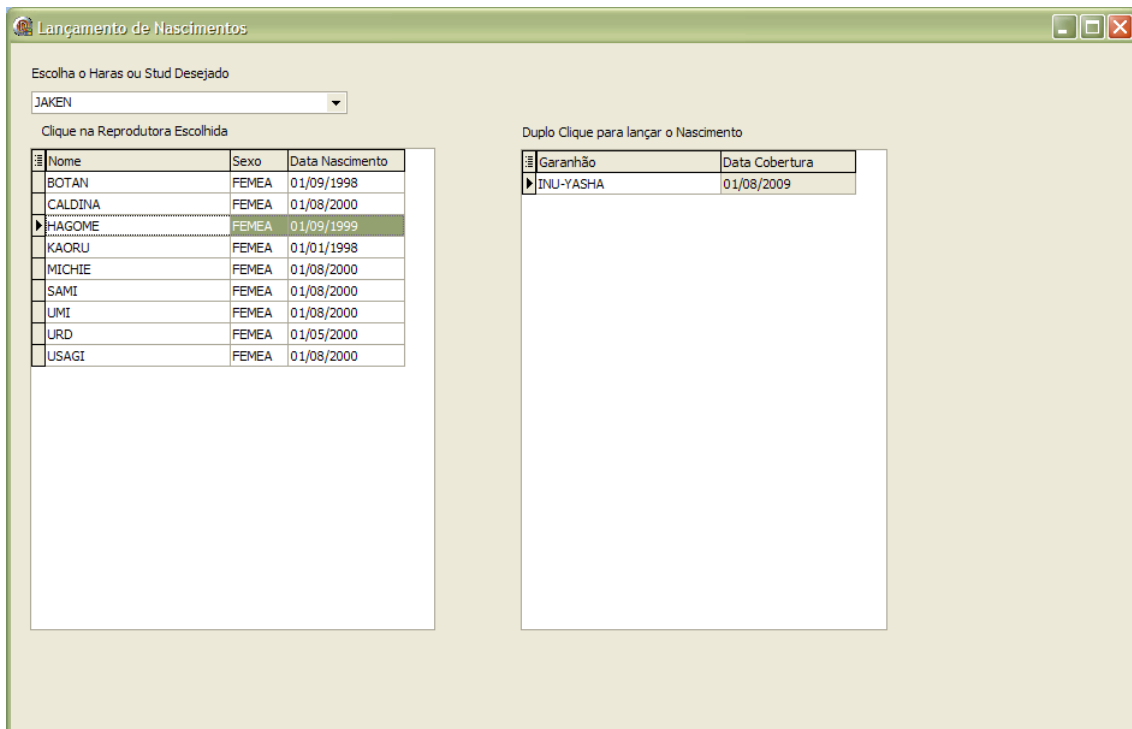 Lançamento de Nascimentos
Escolha o Haras ou Stud Desejado
JAKEN
Clique na Reprodutora Escolhida
Nome Sexo Data Nascimento
BOTAN FEMEA 01/09/1998
CALDINA FEMEA 01/08/2000
HAGOME FEMEA 01/09/1999
KAORU FEMEA 01/01/1998
MICHIE FEMEA 01/08/2000
SAMI FEMEA 01/08/2000
UMI FEMEA 01/08/2000
URD FEMEA 01/05/2000
USAGI FEMEA 01/08/2000
Duplo Clique para lançar o Nascimento
Garanhão Data Cobertura
INU-YASHA 01/08/2009